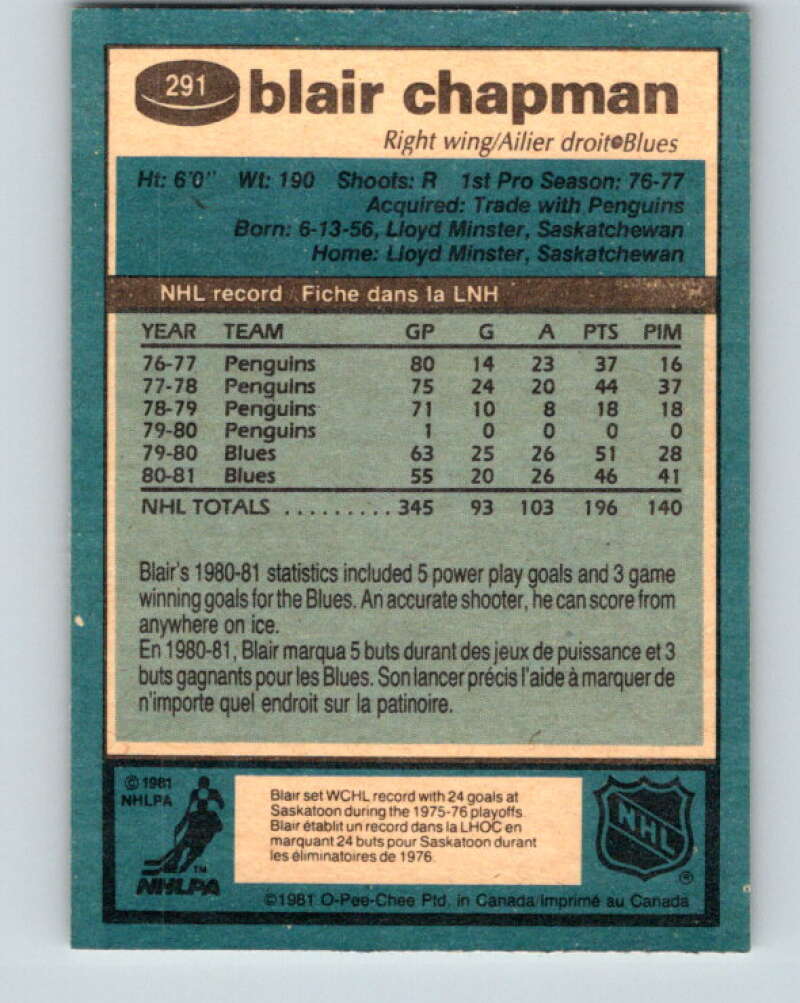 291 blair chapman
Right wing/Ailier droit•Blues
Ht: 6'0" Wt: 190 Shoots: R 1st Pro Season: 76-77
Acquired: Trade with Penguins
Born: 6-13-56, Lloyd Minster, Saskatchewan
Home: Lloyd Minster, Saskatchewan
NHL record / Fiche dans la LNH
YEAR TEAM GP G A PTS PIM
76-77 Penguins 80 14 23 37 16
77-78 Penguins 75 24 20 44 37
78-79 Penguins 71 10 8 18 18
79-80 Penguins 1 0 0 0 0
79-80 Blues 63 25 26 51 28
80-81 Blues 55 20 26 46 41
NHL TOTALS ......... 345 93 103 196 140
Blair's 1980-81 statistics included 5 power play goals and 3 game
winning goals for the Blues. An accurate shooter, he can score from
anywhere on ice.
En 1980-81, Blair marqua 5 buts durant des jeux de puissance et 3
buts gagnants pour les Blues. Son lancer précis l'aide à marquer de
n'importe quel endroit sur la patinoire.
© 1981
NHLPA
Blair set WCHL record with 24 goals at
Saskatoon during the 1975-76 playoffs.
Blair établit un record dans la LHOC en
marquant 24 buts pour Saskatoon durant
les éliminatoires de 1976.
NHL
®
TM
NHLPA
©1981 O-Pee-Chee Ptd. in Canada/Imprimé au Canada